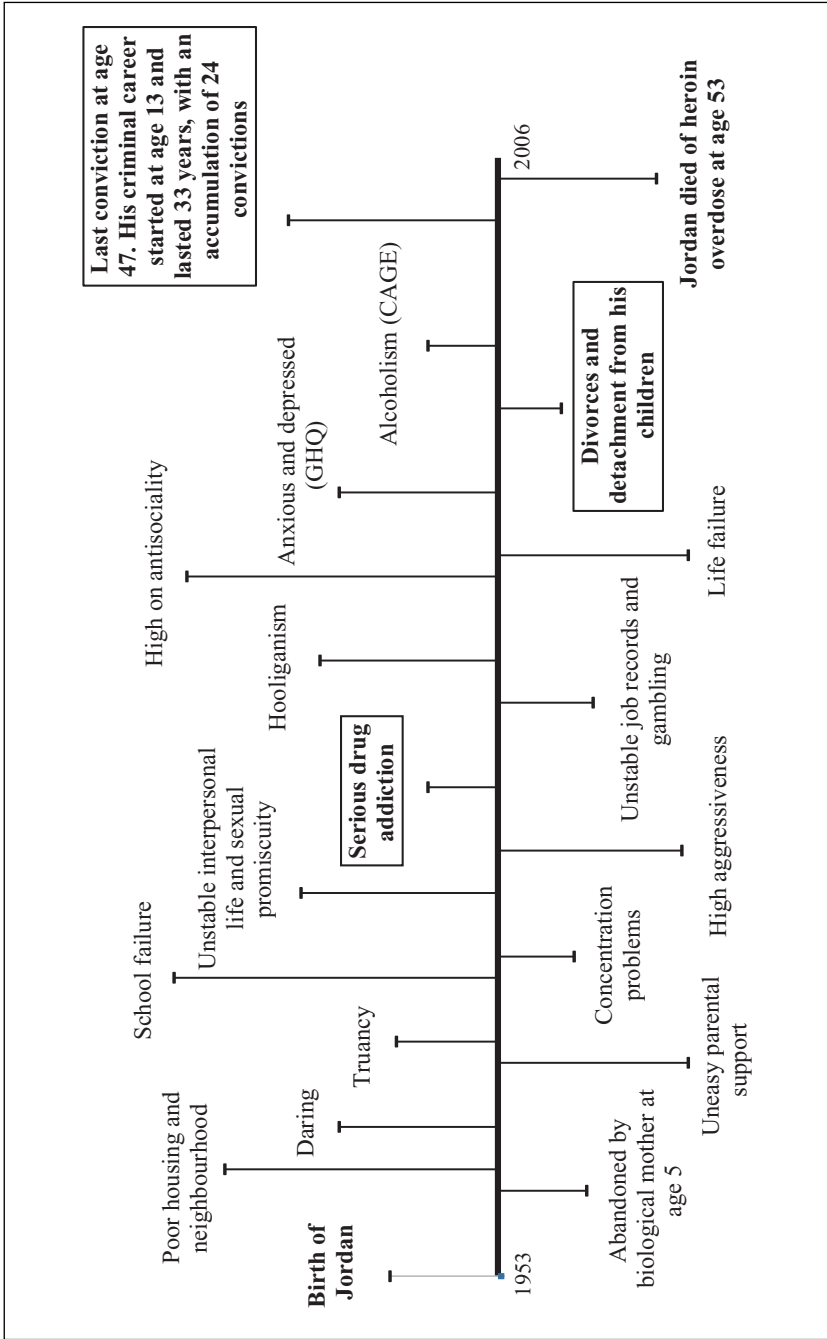 Birth of
Jordan
1953
Poor housing and
neighbourhood
Abandoned by
biological mother at
age 5
Daring
Uneasy parental
support
Truancy
School failure
Concentration
problems
Unstable interpersonal
life and sexual
promiscuity
High aggressiveness
Serious drug
addiction
Unstable job records and
gambling
Hooliganism
High on antisociality
Life failure
Anxious and depressed
(GHQ)
Divorces and
detachment from his
children
Alcoholism (CAGE)
Last conviction at age
47. His criminal career
started at age 13 and
lasted 33 years, with an
accumulation of 24
convictions
2006
Jordan died of heroin
overdose at age 53